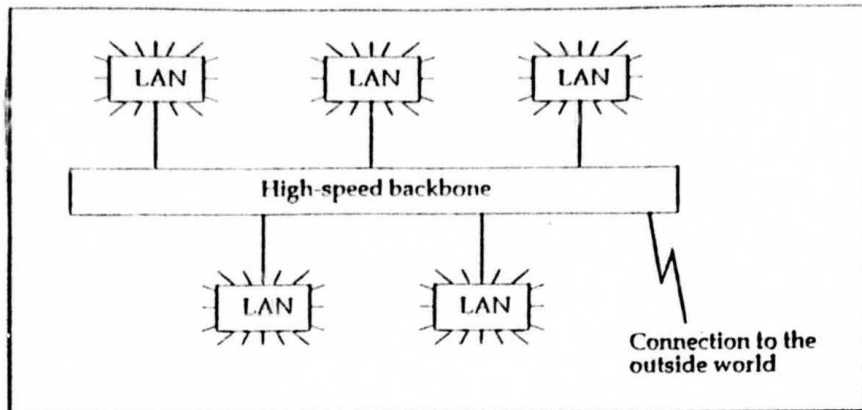 LAN
LAN
LAN
High-speed backbone
LAN
LAN
Connection to the
outside world